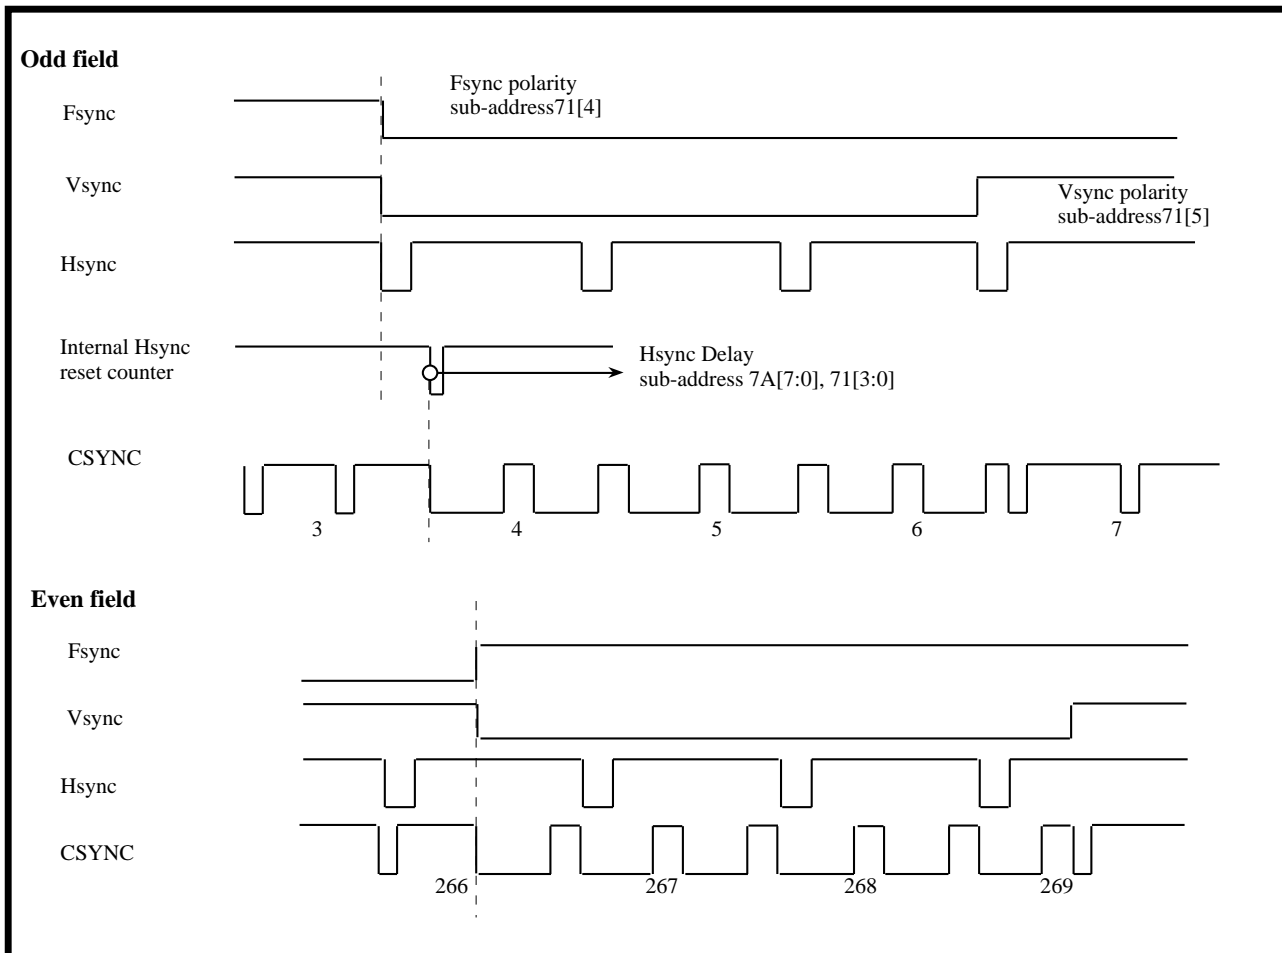 Odd field
Fsync polarity
sub-address71[4]
Fsync
Vsync
Vsync polarity
sub-address71[5]
Hsync
Internal Hsync
reset counter
Hsync Delay
sub-address 7A[7:0], 71[3:0]
CSYNC
3 4 5 6 7
Even field
Fsync
Vsync
Hsync
CSYNC
266 267 268 269